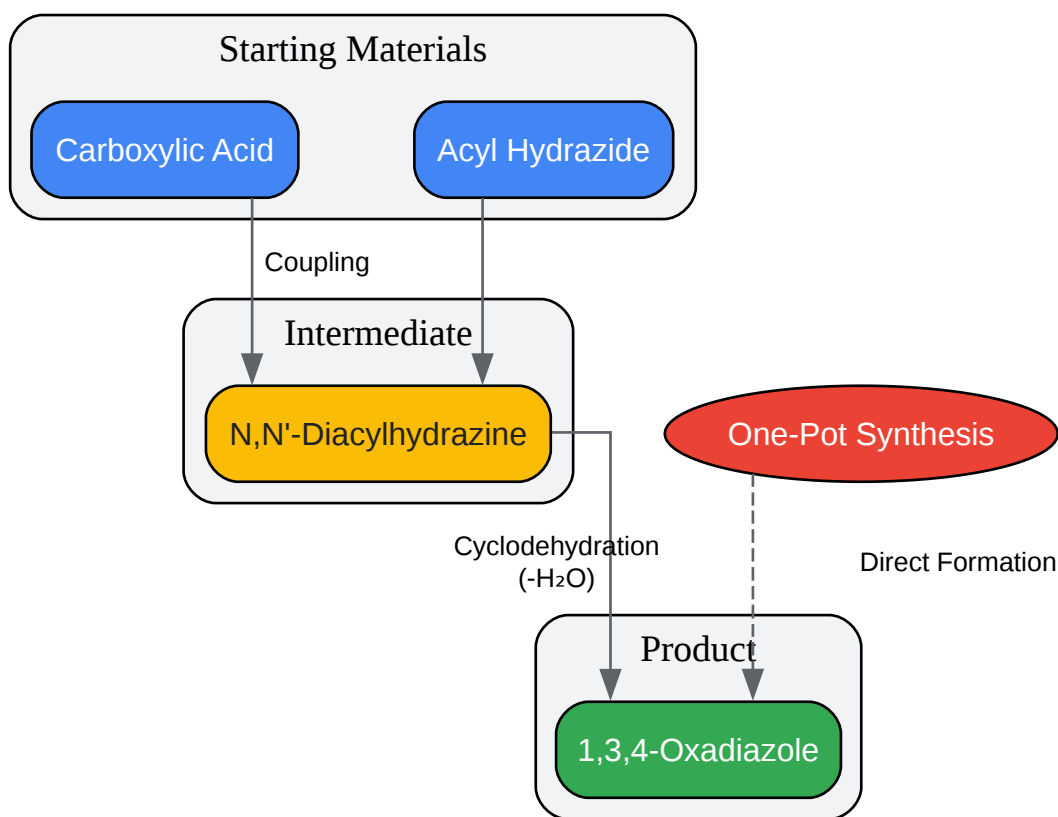 Starting Materials
Carboxylic Acid
Acyl Hydrazide
Coupling
Intermediate
N,N'-Diacylhydrazine
One-Pot Synthesis
Cyclodehydration
(-H₂O)
Direct Formation
Product
1,3,4-Oxadiazole